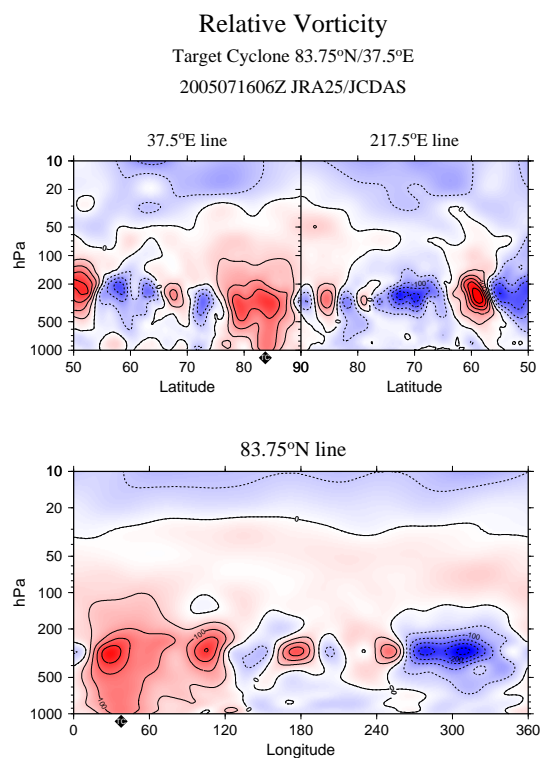 Relative Vorticity
Target Cyclone 83.75°N/37.5°E
2005071606Z JRA25/JCDAS
37.5°E line 217.5°E line
10
20
50
100
200
500
1000
hPa
50 60 70 80 90 80 70 60 50
Latitude Latitude
83.75°N line
10
20
50
100
200
500
1000
hPa
0 60 120 180 240 300 360
Longitude